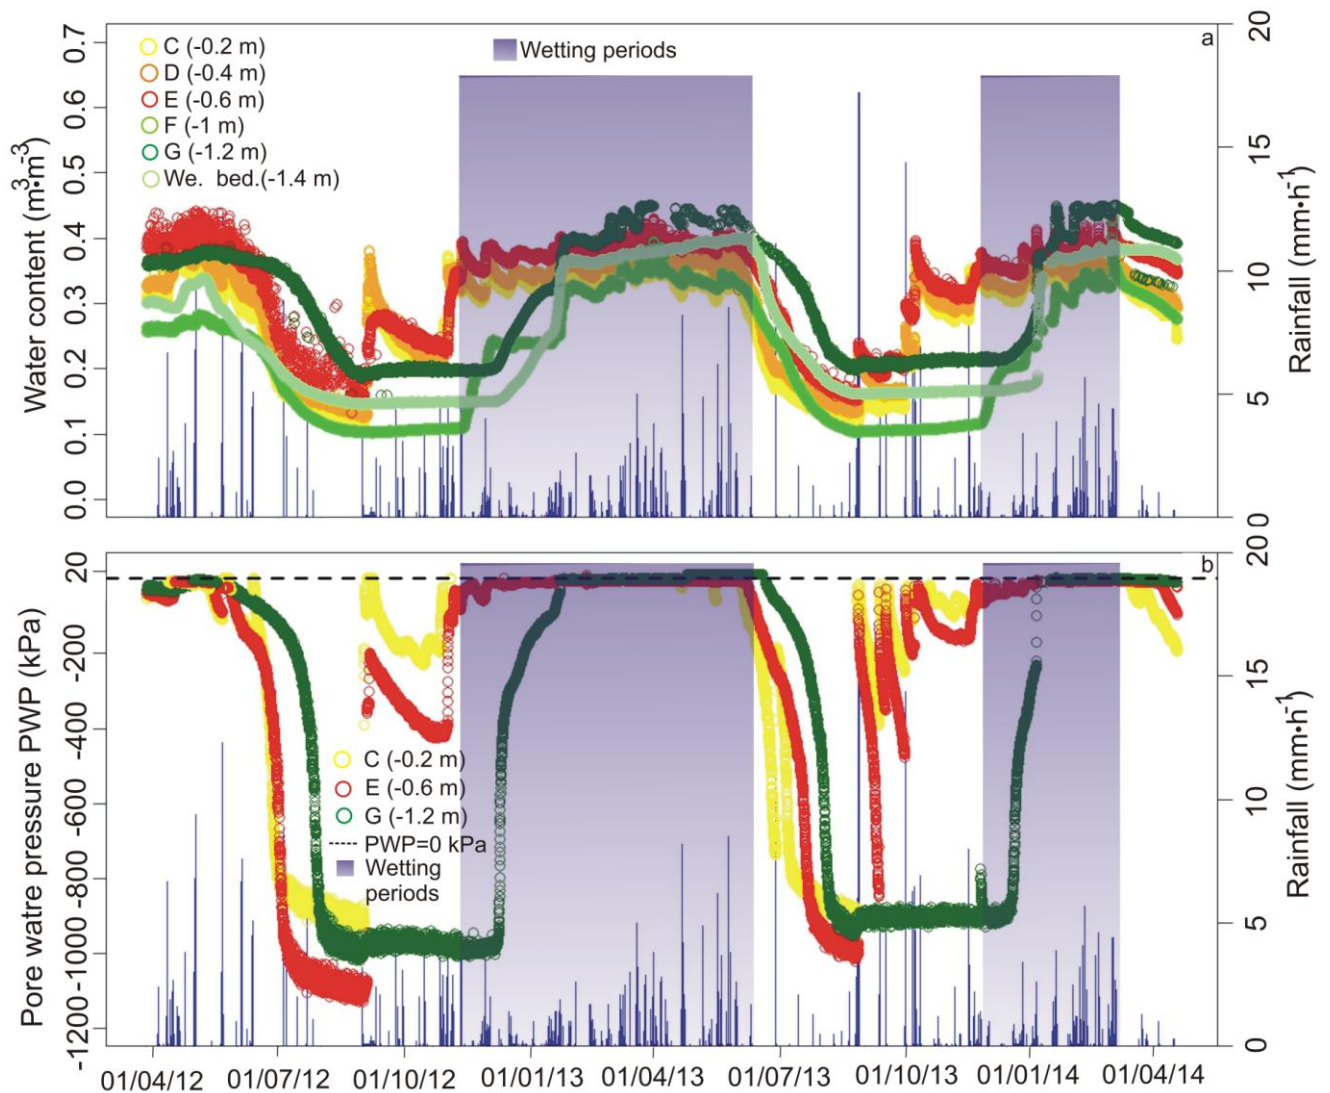 a
0.7
0.6
0.5
0.4
0.3
0.2
0.1
0.0
Water content (m³•m⁻³)
C (-0.2 m)
D (-0.4 m)
E (-0.6 m)
F (-1 m)
G (-1.2 m)
We. bed.(-1.4 m)
Wetting periods
20
15
10
5
0
Rainfall (mm•h⁻¹)
b
20
-200
-400
-600
-800
-1000
-1200
Pore watre pressure PWP (kPa)
C (-0.2 m)
E (-0.6 m)
G (-1.2 m)
PWP=0 kPa
Wetting
periods
20
15
10
5
0
Rainfall (mm•h⁻¹)
01/04/12 01/07/12 01/10/12 01/01/13 01/04/13 01/07/13 01/10/13 01/01/14 01/04/14